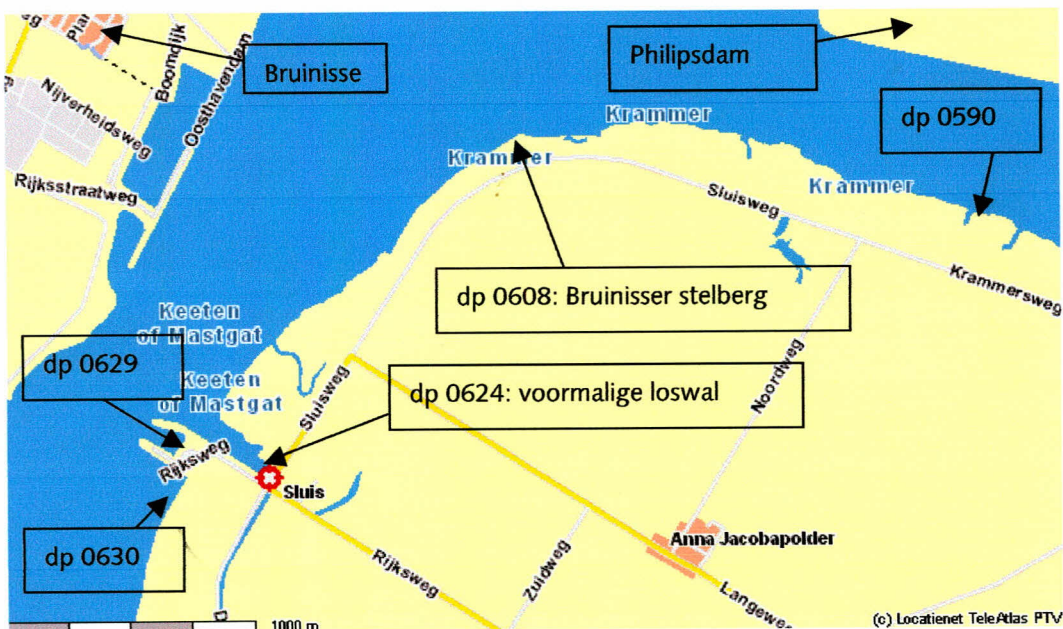 Bruinisse
Philipsdam
dp 0590
Boomdijk
Oosthavendam
Nijverheidsweg
Rijksstraatweg
Krammer
Krammer
Krammer
Sluisweg
Krammersweg
dp 0608: Bruinisser stelberg
Keeten
of Mastgat
dp 0629
Keeten
of Mastgat
dp 0624: voormalige loswal
Sluisweg
Noordweg
Rijksweg
Sluis
dp 0630
Rijksweg
Zuidweg
Anna Jacobapolder
Langeweg
1000 m
(c) Locatienet TeleAtlas PTV